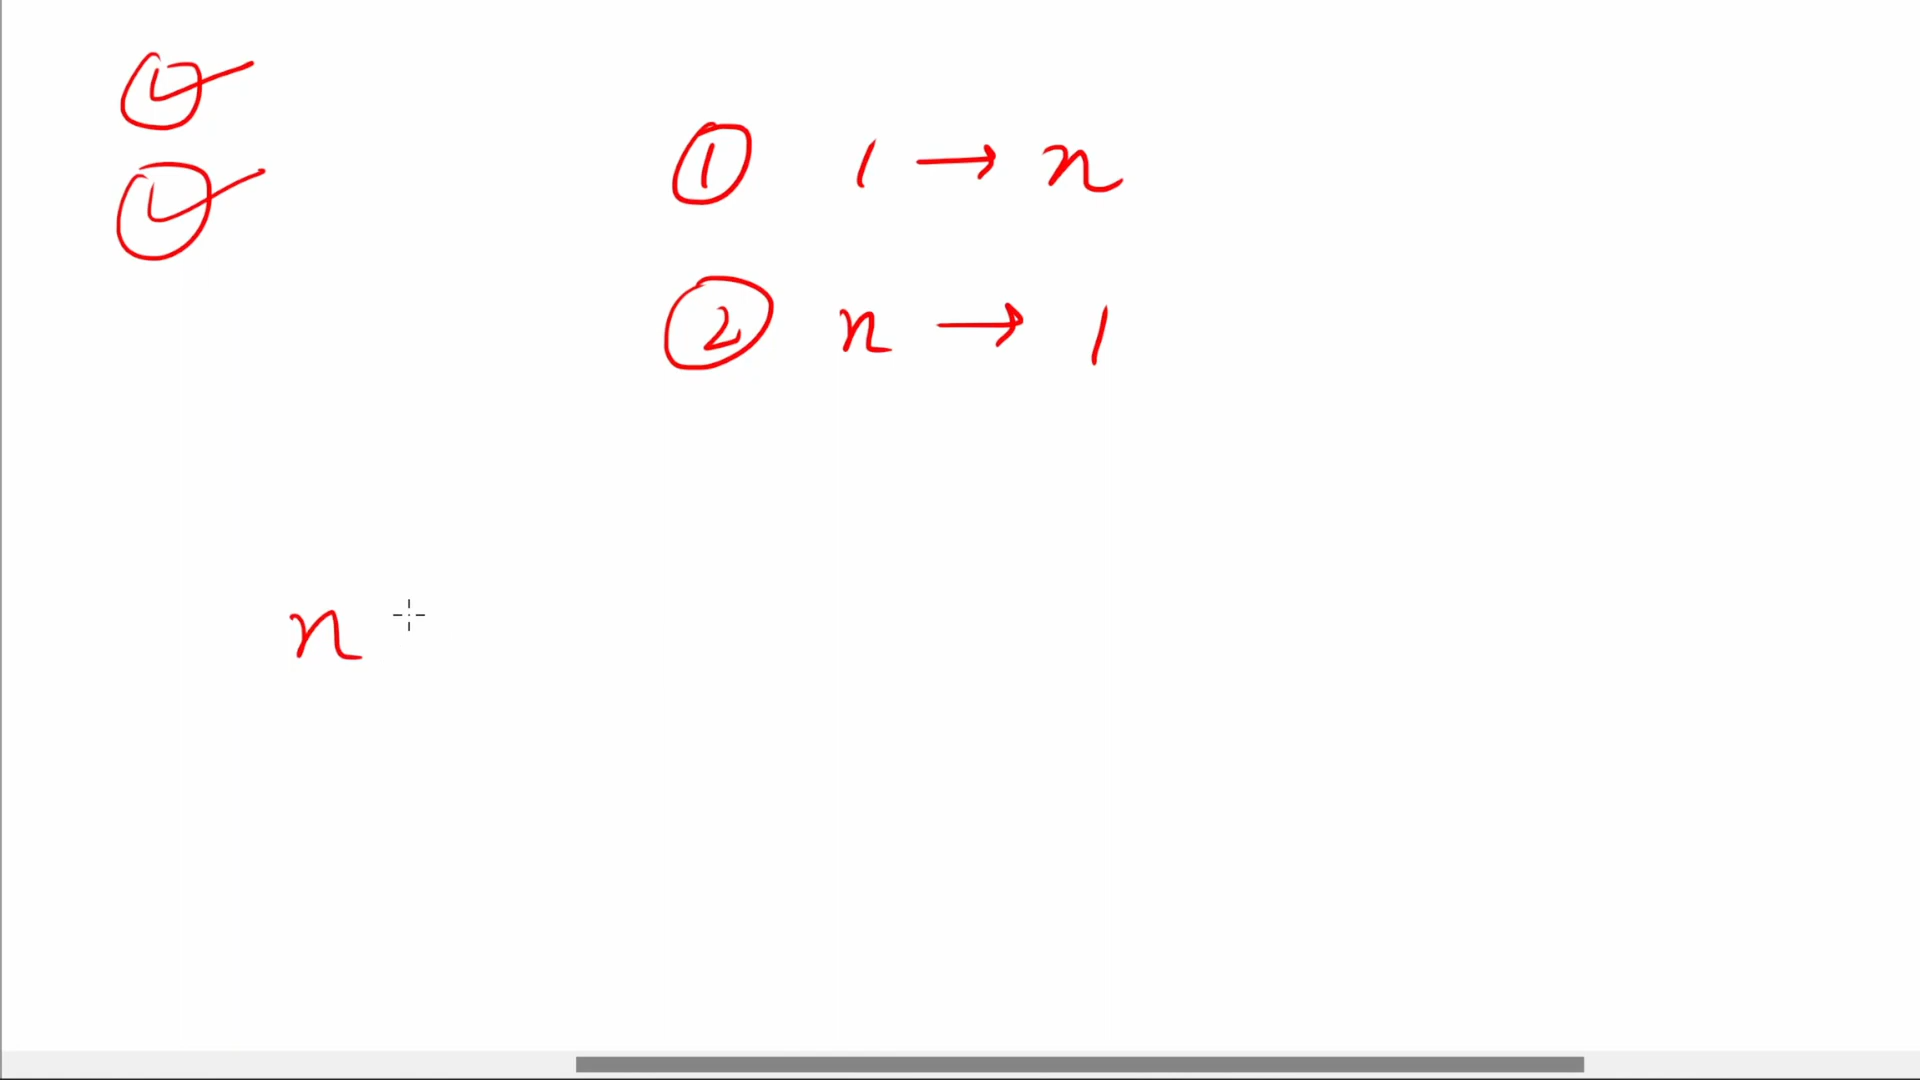 ① 1 → n
② n → 1
n